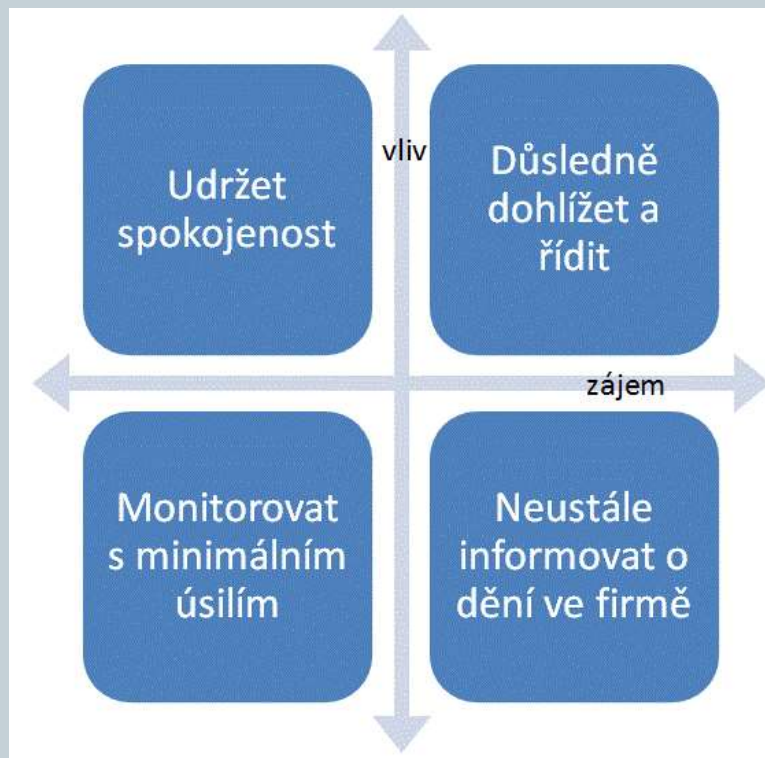 Udržet
spokojenost
vliv
Důsledně
dohlížet a
řídit
zájem
Monitorovat
s minimálním
úsilím
Neustále
informovat o
dění ve firmě